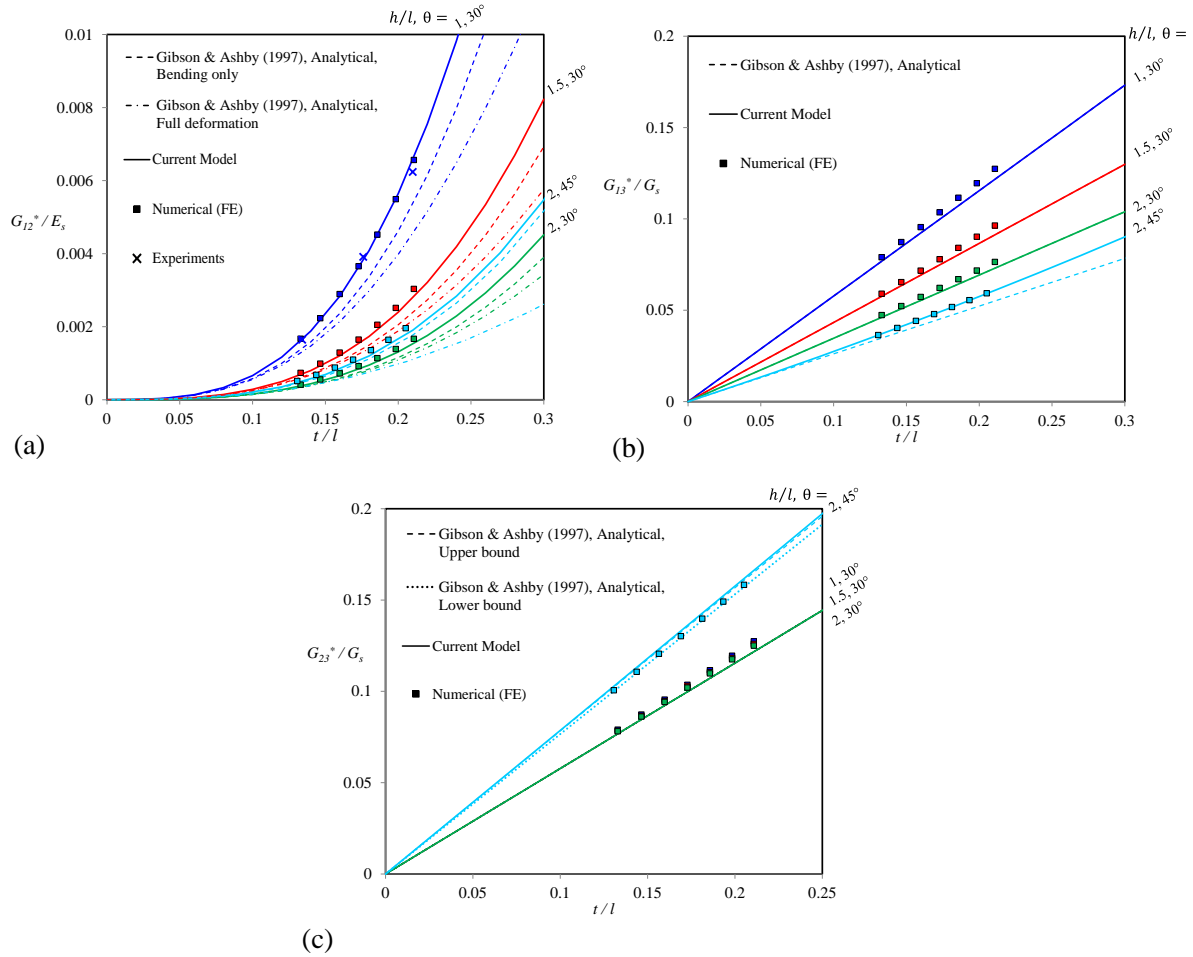 h/l, θ = 1, 30°
0.01
Gibson & Ashby (1997), Analytical,
Bending only
Gibson & Ashby (1997), Analytical,
Full deformation
Current Model
Numerical (FE)
Experiments
0.008
0.006
G12* / Es
0.004
0.002
0
0 0.05 0.1 0.15 0.2 0.25 0.3
t / l
1.5, 30°
2, 45°
2, 30°
(a)
h/l, θ =
0.2
Gibson & Ashby (1997), Analytical
Current Model
Numerical (FE)
0.15
G13* / Gs
0.1
0.05
0
0 0.05 0.1 0.15 0.2 0.25 0.3
t / l
1, 30°
1.5, 30°
2, 30°
2, 45°
(b)
h/l, θ =
2, 45°
0.2
Gibson & Ashby (1997), Analytical,
Upper bound
Gibson & Ashby (1997), Analytical,
Lower bound
Current Model
Numerical (FE)
0.15
G23* / Gs
0.1
0.05
0
0 0.05 0.1 0.15 0.2 0.25
t / l
1, 30°
1.5, 30°
2, 30°
(c)